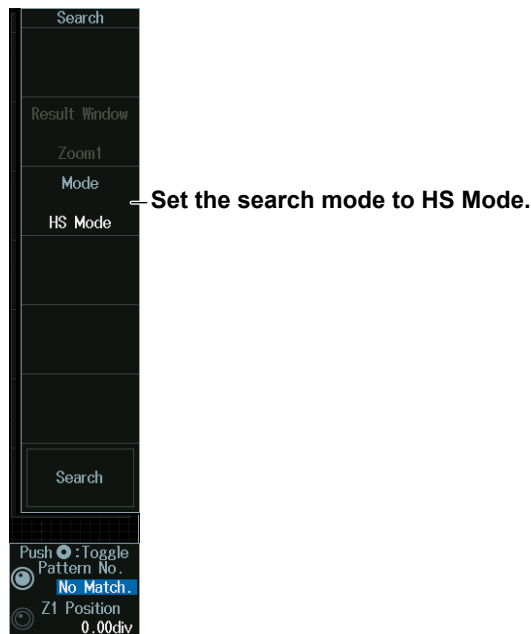 Search
Result Window
Zoom1
Mode
HS Mode
Set the search mode to HS Mode.
Search
Push :Toggle
Pattern No.
No Match.
Z1 Position
0.00div